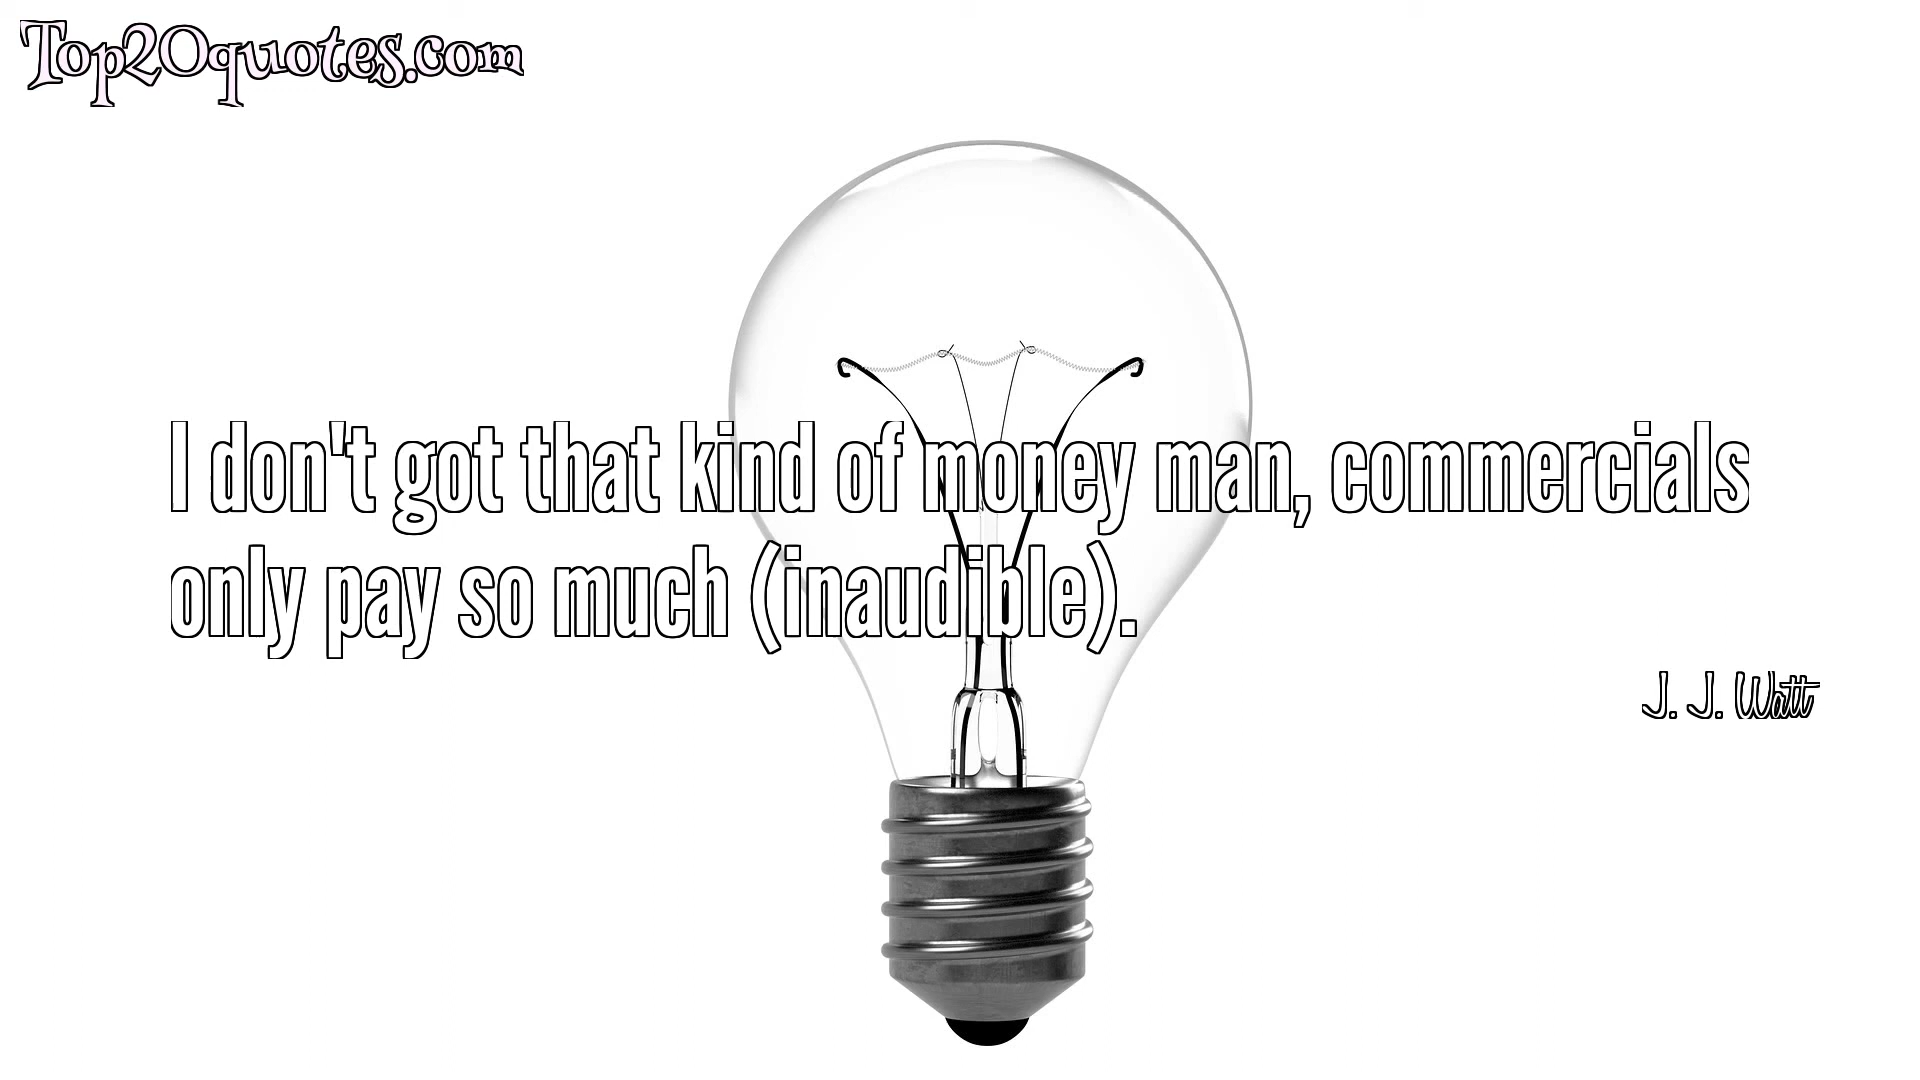 Top20quotes.com
I don't got that kind of money man, commercials
only pay so much (inaudible).
J. J. Watt